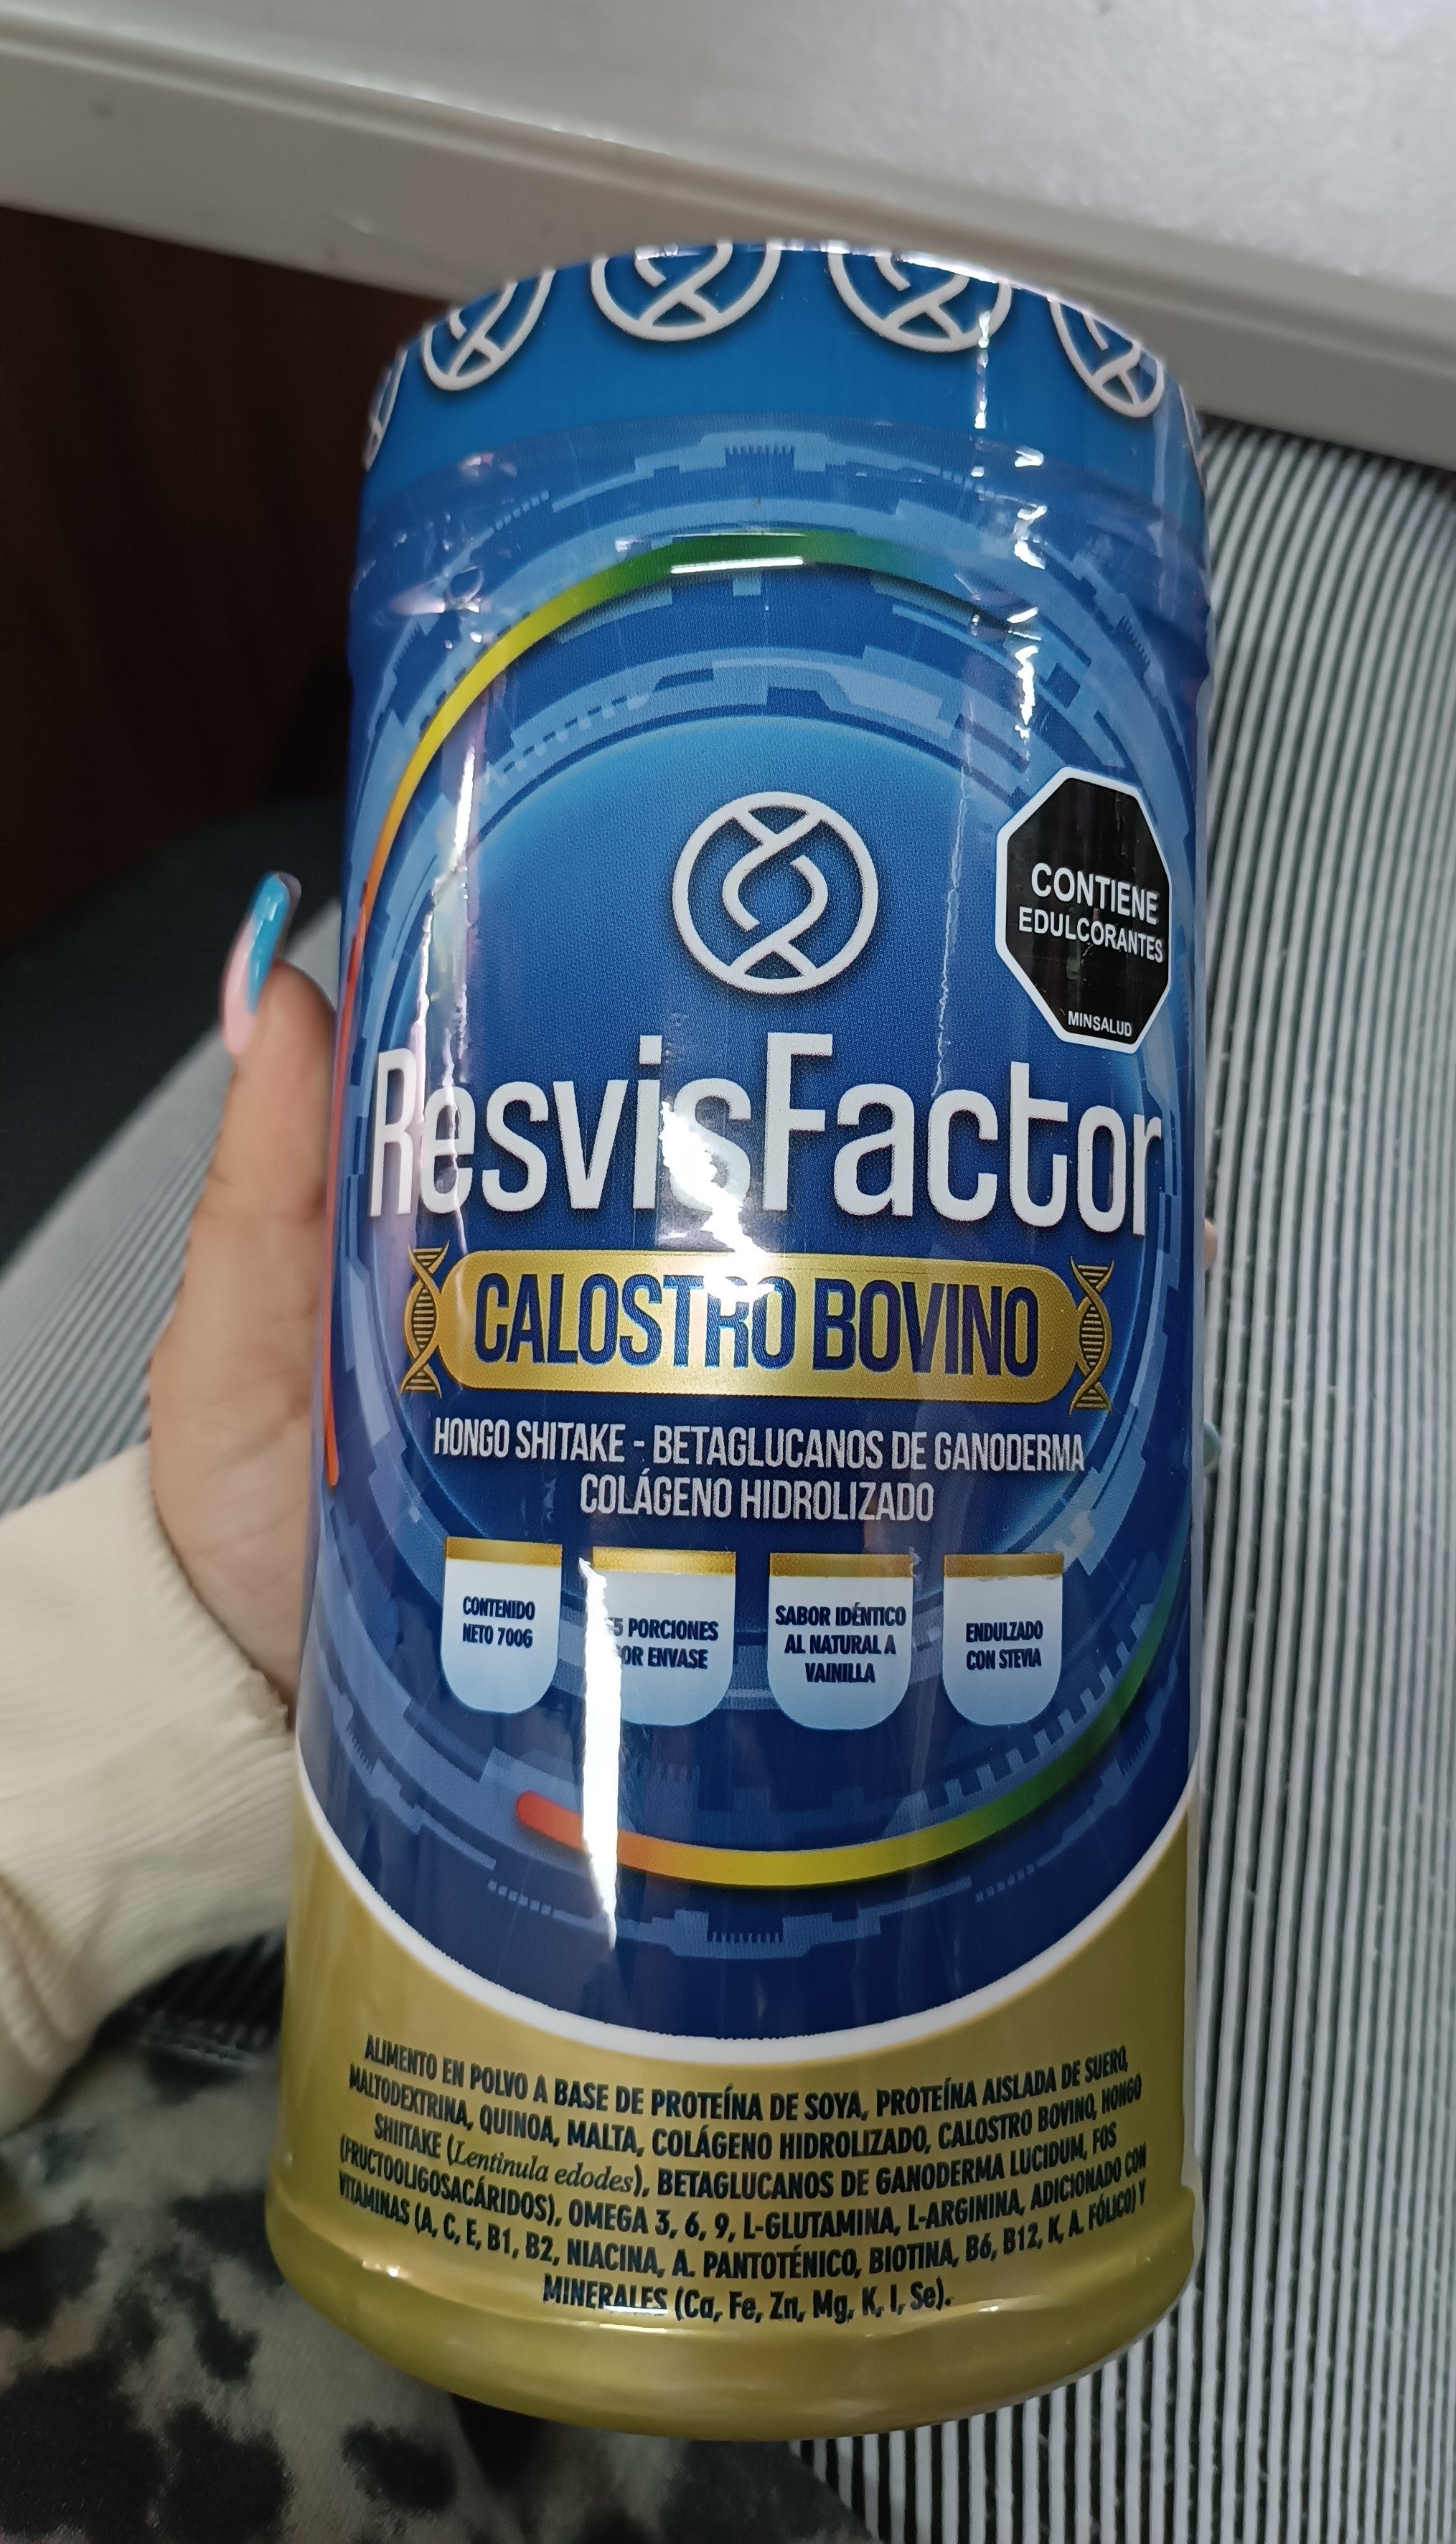 CONTIENE
EDULCORANTES
MINSALUD
ResvisFactor
CALOSTRO BOVINO
HONGO SHITAKE - BETAGLUCANOS DE GANODERMA
COLÁGENO HIDROLIZADO
CONTENIDO
NETO 700G
PORCIONES
ENVASE
SABOR IDÉNTICO
AL NATURAL A
VAINILLA
ENDULZADO
CON STEVIA
ALIMENTO EN POLVO A BASE DE PROTEÍNA DE SOYA, PROTEÍNA AISLADA DE SUERO,
MALTODEXTRINA, QUINOA, MALTA, COLÁGENO HIDROLIZADO, CALOSTRO BOVINO, HONGO
SHIITAKE (Lentinula edodes), BETAGLUCANOS DE GANODERMA LUCIDUM, FOS
(FRUCTOOLIGOSACÁRIDOS), OMEGA 3, 6, 9, L-GLUTAMINA, L-ARGININA, ADICIONADO CON
VITAMINAS (A, C, E, B1, B2, NIACINA, A. PANTOTÉNICO, BIOTINA, B6, B12, K, A. FÓLICO) Y
MINERALES (Ca, Fe, Zn, Mg, K, I, Se).